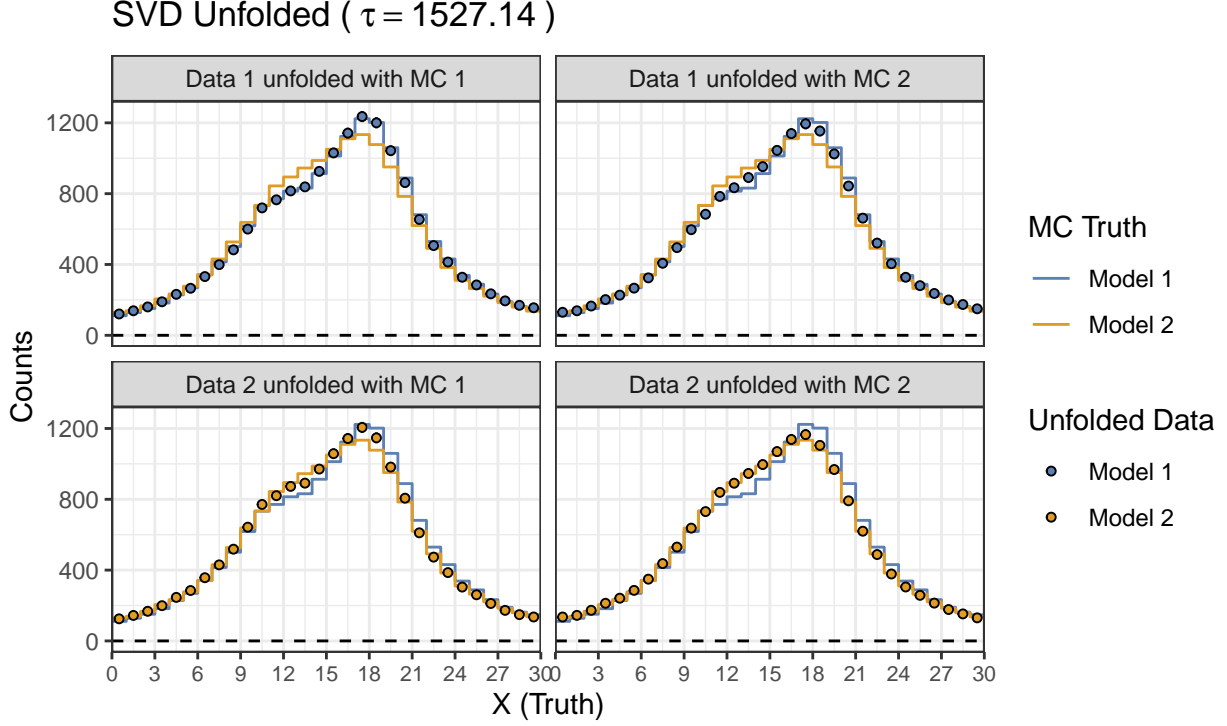 SVD Unfolded ( τ = 1527.14 )
Data 1 unfolded with MC 1
Data 1 unfolded with MC 2
1200
800
400
0
Data 2 unfolded with MC 1
Data 2 unfolded with MC 2
1200
800
400
0
0 3 6 9 12 15 18 21 24 27 30
0 3 6 9 12 15 18 21 24 27 30
X (Truth)
Counts
MC Truth
Model 1
Model 2
Unfolded Data
Model 1
Model 2